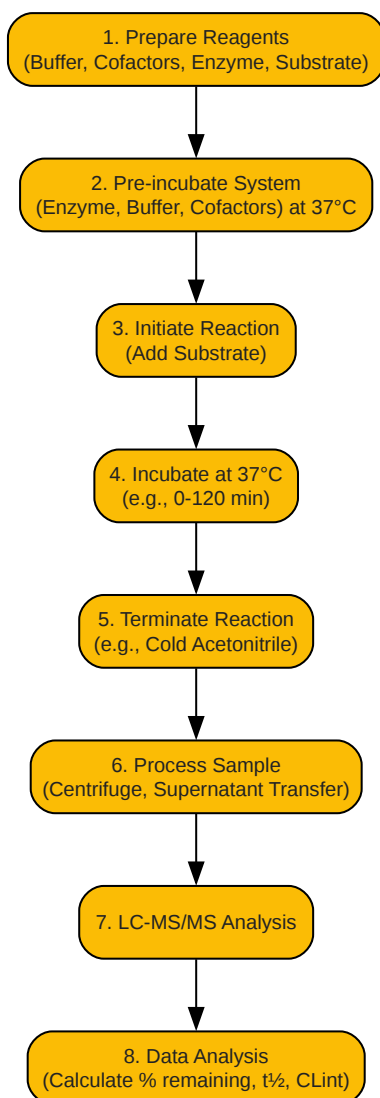 1. Prepare Reagents
(Buffer, Cofactors, Enzyme, Substrate)
2. Pre-incubate System
(Enzyme, Buffer, Cofactors) at 37°C
3. Initiate Reaction
(Add Substrate)
4. Incubate at 37°C
(e.g., 0-120 min)
5. Terminate Reaction
(e.g., Cold Acetonitrile)
6. Process Sample
(Centrifuge, Supernatant Transfer)
7. LC-MS/MS Analysis
8. Data Analysis
(Calculate % remaining, t½, CLint)